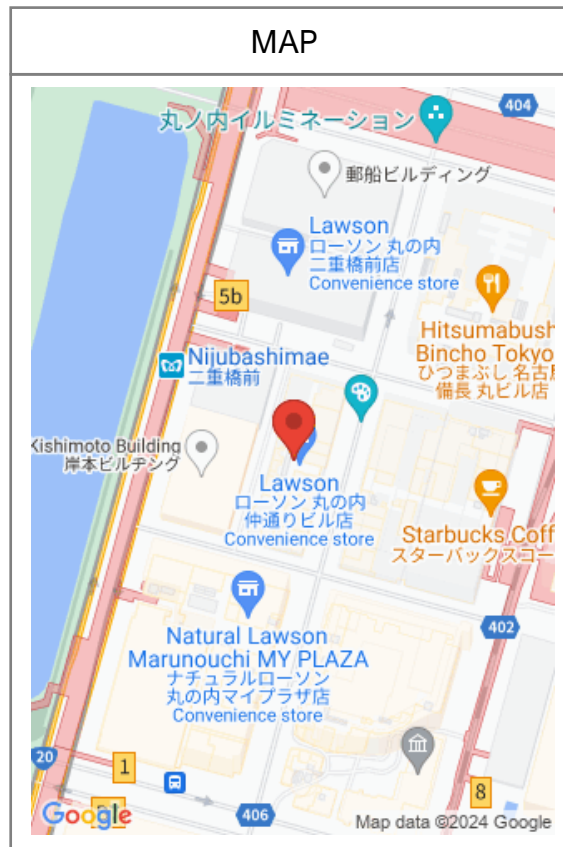 MAP
404
丸ノ内イルミネーション
郵船ビルディング
Lawson
ローソン 丸の内
二重橋前店
Convenience store
5b
Hitsumabush
Bincho Tokyo
ひつまぶし 名古屋
備長 丸ビル店
Nijubashimae
二重橋前
Kishimoto Building
岸本ビルヂング
Lawson
ローソン 丸の内
仲通りビル店
Convenience store
Starbucks Coff
スターバックスコー
402
Natural Lawson
Marunouchi MY PLAZA
ナチュラルローソン
丸の内マイプラザ店
Convenience store
20
1
8
406
Google
Map data ©2024 Google